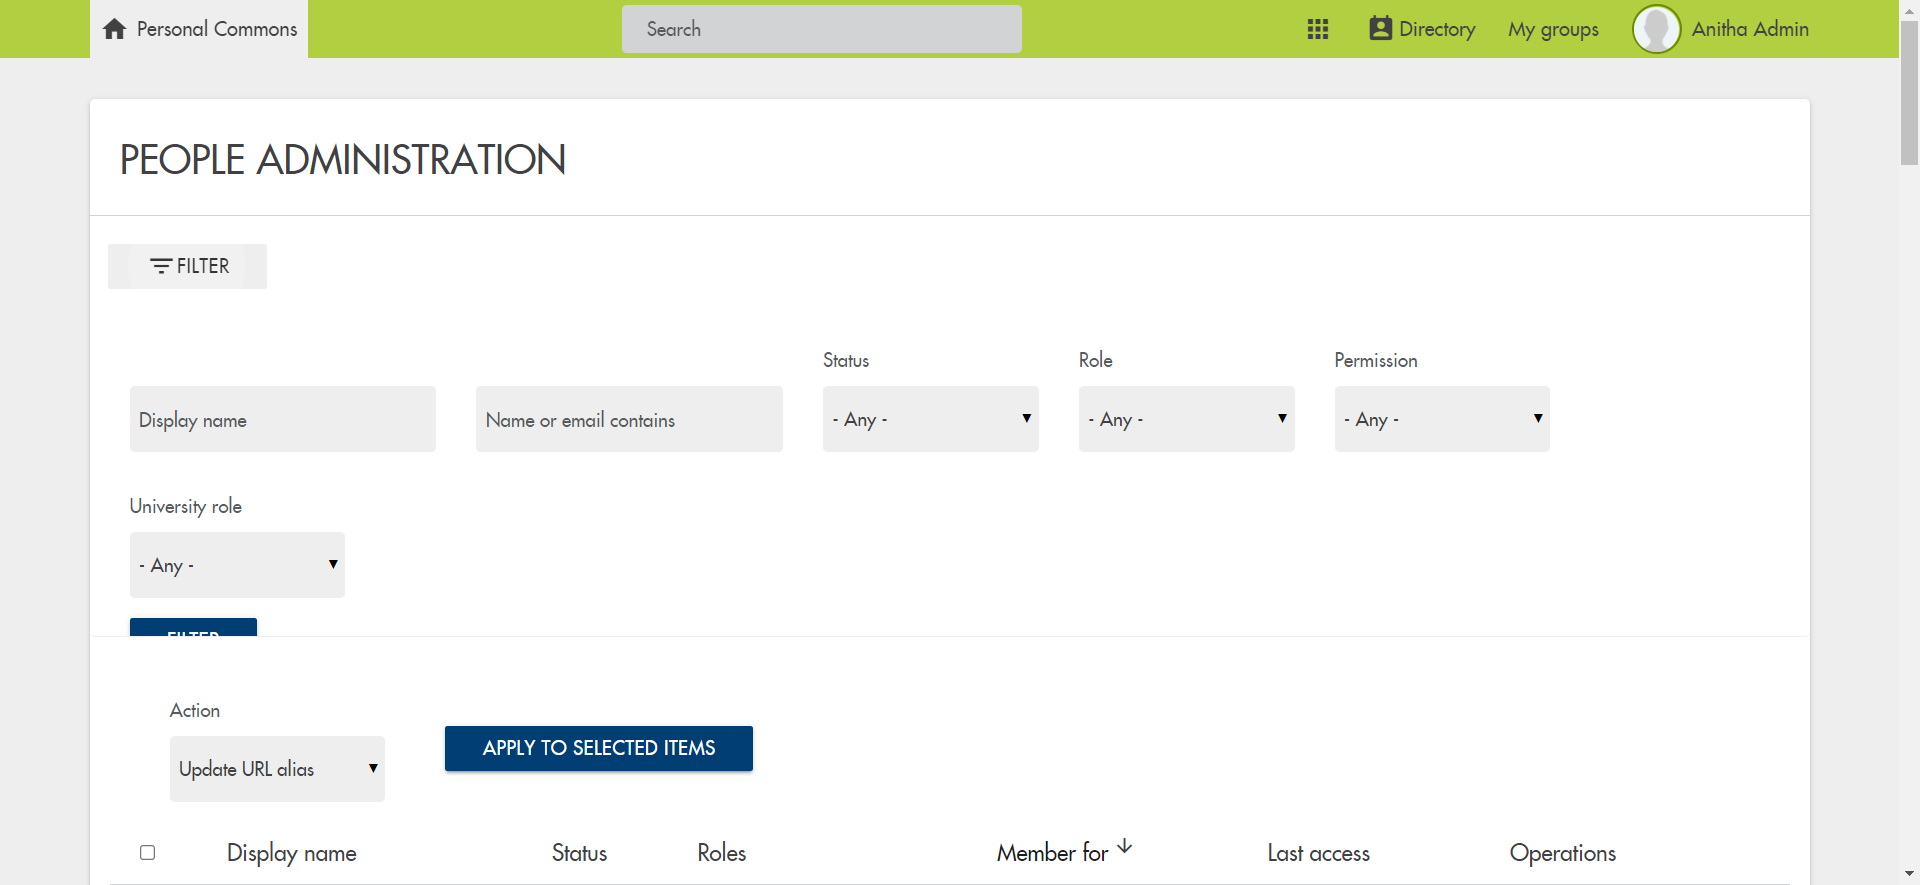 Personal Commons
Search
Directory
My groups
Anitha Admin
PEOPLE ADMINISTRATION
FILTER
Status
Role
Permission
Display name
Name or email contains
- Any -
- Any -
- Any -
University role
- Any -
FILTER
Action
Update URL alias
APPLY TO SELECTED ITEMS
Display name
Status
Roles
Member for
Last access
Operations